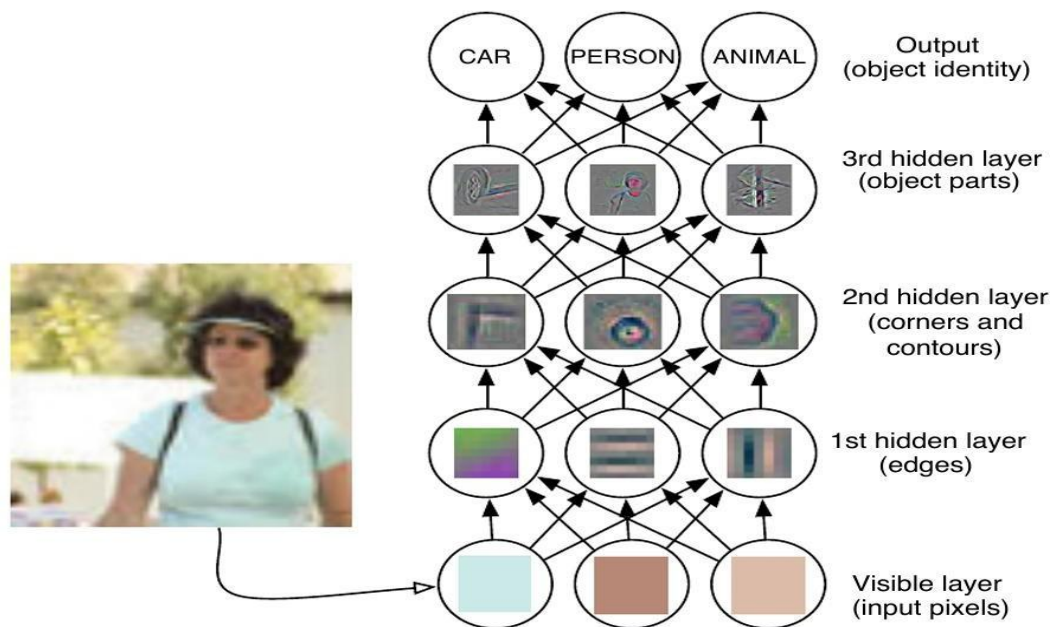 CAR
PERSON
ANIMAL
Output
(object identity)
3rd hidden layer
(object parts)
2nd hidden layer
(corners and
contours)
1st hidden layer
(edges)
Visible layer
(input pixels)